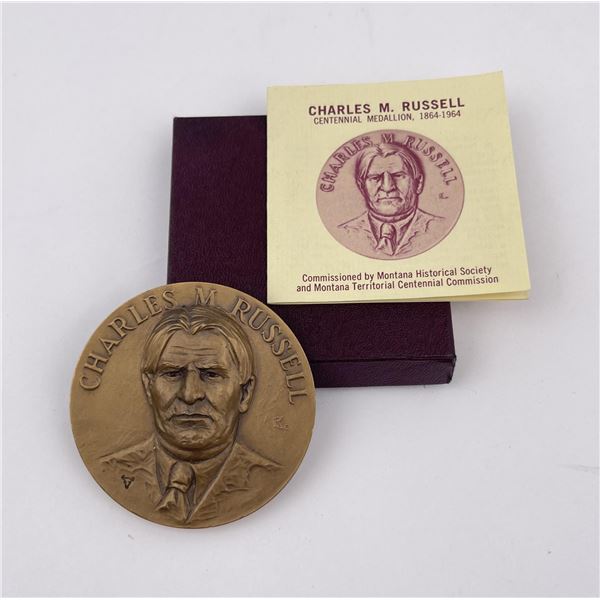 CHARLES M. RUSSELL
CENTENNIAL MEDALLION, 1864-1964
CHARLES M RUSSELL
Commissioned by Montana Historical Society
and Montana Territorial Centennial Commission
CHARLES M RUSSELL